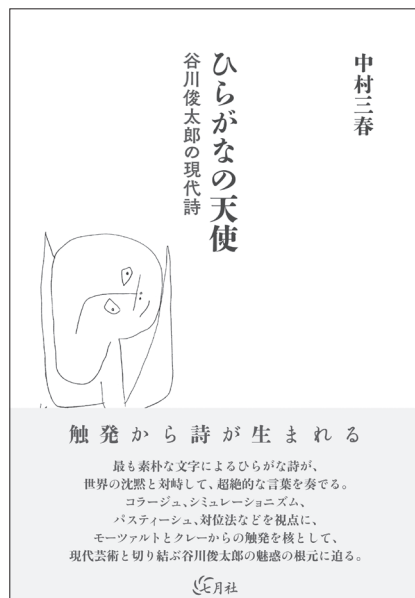 中村三春
ひらがなの天使
谷川俊太郎の現代詩
触発から詩が生まれる
最も素朴な文字によるひらがな詩が、
世界の沈黙と対峙して、超絶的な言葉を奏でる。
コラージュ、シミュレーショニズム、
パスティーシュ、対位法などを視点に、
モーツァルトとクレーからの触発を核として、
現代芸術と切り結ぶ谷川俊太郎の魅惑の根元に迫る。
七月社